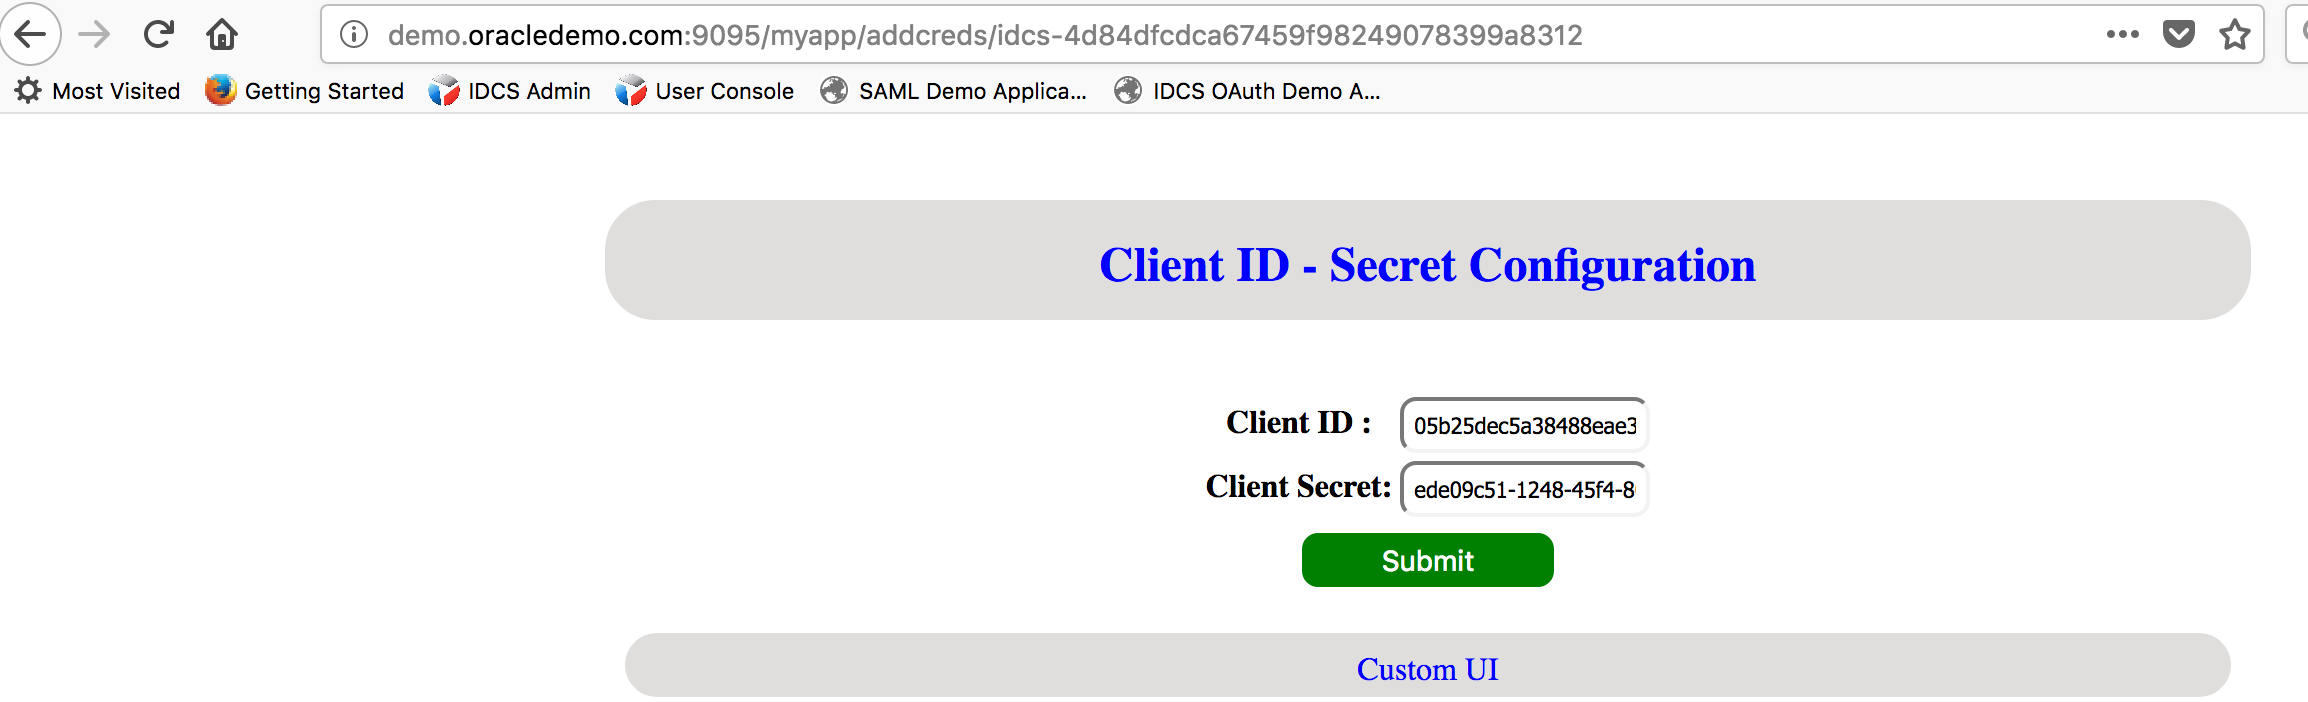 demo.oracledemo.com:9095/myapp/addcreds/idcs-4d84dfcdca67459f98249078399a8312
Most Visited Getting Started IDCS Admin User Console SAML Demo Applica... IDCS OAuth Demo A...
Client ID - Secret Configuration
Client ID : 05b25dec5a38488eae3
Client Secret: ede09c51-1248-45f4-8
Submit
Custom UI